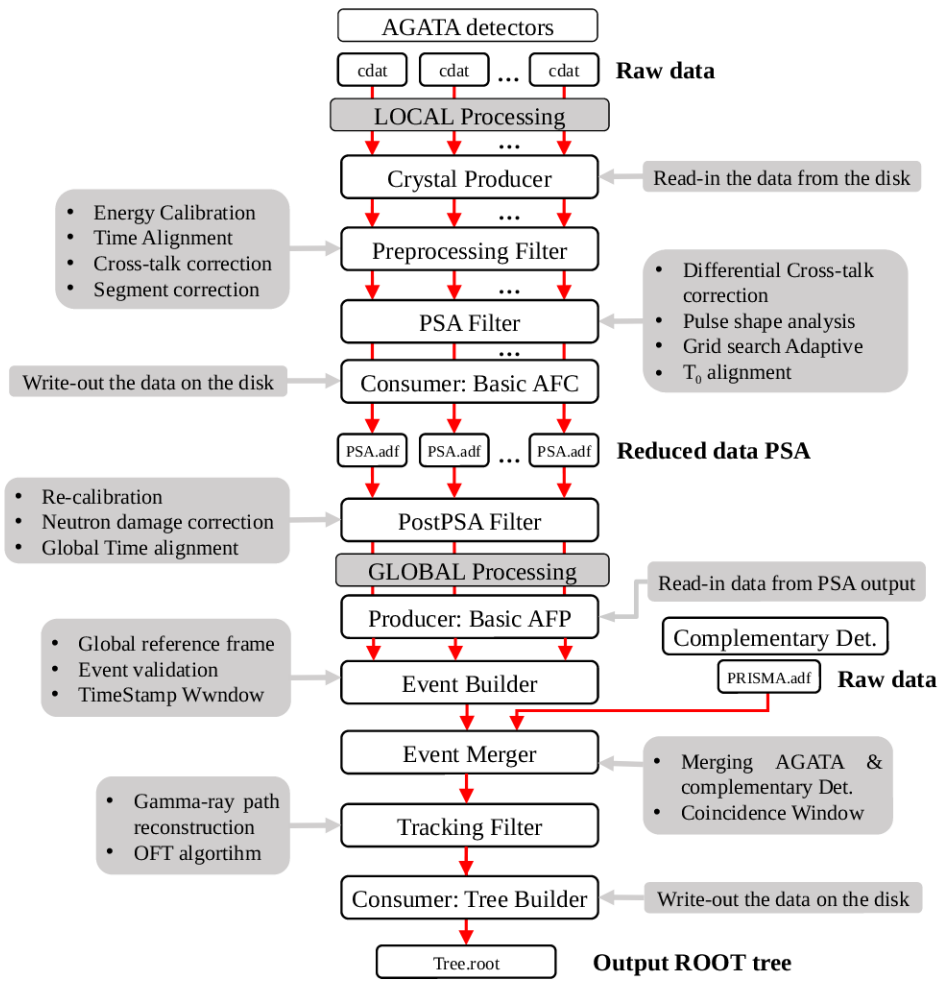 AGATA detectors
cdat cdat ... cdat
Raw data
LOCAL Processing
...
Crystal Producer
Read-in the data from the disk
...
• Energy Calibration
• Time Alignment
• Cross-talk correction
• Segment correction
Preprocessing Filter
...
• Differential Cross-talk
correction
• Pulse shape analysis
• Grid search Adaptive
• T0 alignment
PSA Filter
...
Write-out the data on the disk
Consumer: Basic AFC
PSA.adf PSA.adf ... PSA.adf
Reduced data PSA
• Re-calibration
• Neutron damage correction
• Global Time alignment
PostPSA Filter
GLOBAL Processing
Read-in data from PSA output
Producer: Basic AFP
Complementary Det.
PRISMA.adf
Raw data
• Global reference frame
• Event validation
• TimeStamp Wwndow
Event Builder
Event Merger
• Merging AGATA &
complementary Det.
• Coincidence Window
• Gamma-ray path
reconstruction
• OFT algortihm
Tracking Filter
Consumer: Tree Builder
Write-out the data on the disk
Tree.root
Output ROOT tree